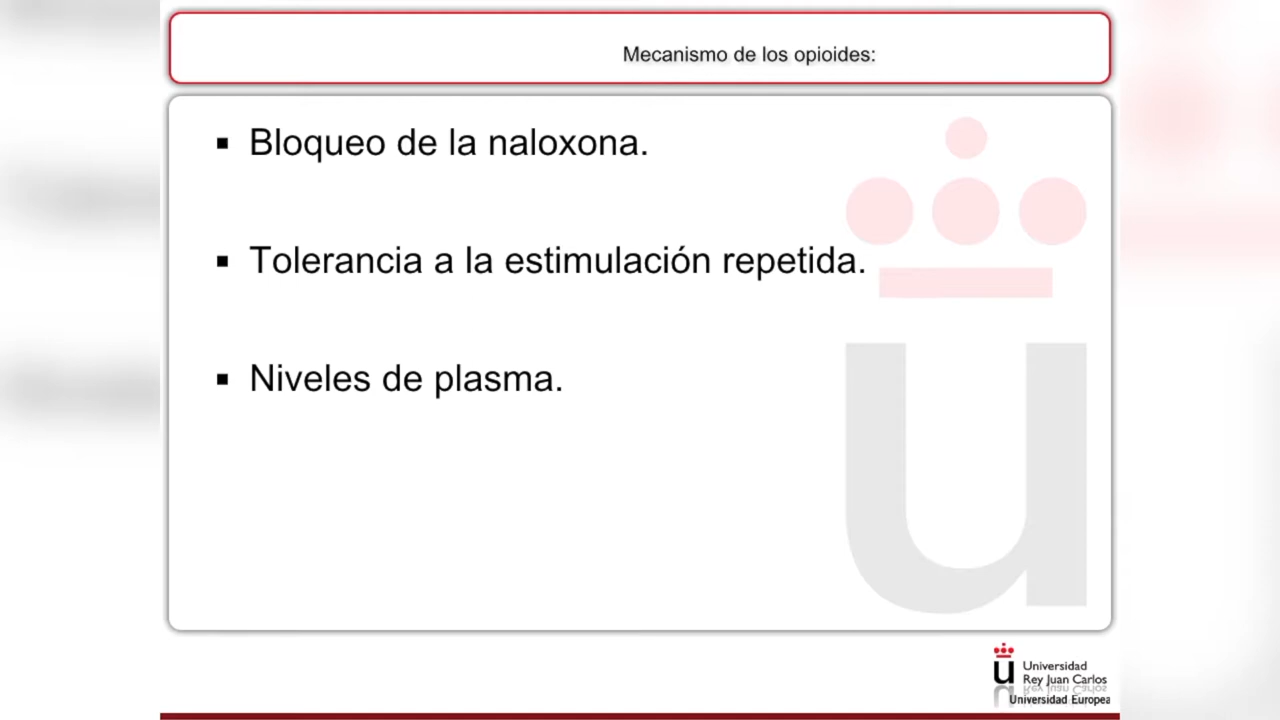 Mecanismo de los opioides:
Bloqueo de la naloxona.
Tolerancia a la estimulación repetida.
Niveles de plasma.
u
u Universidad
Rey Juan Carlos
Universidad Europea